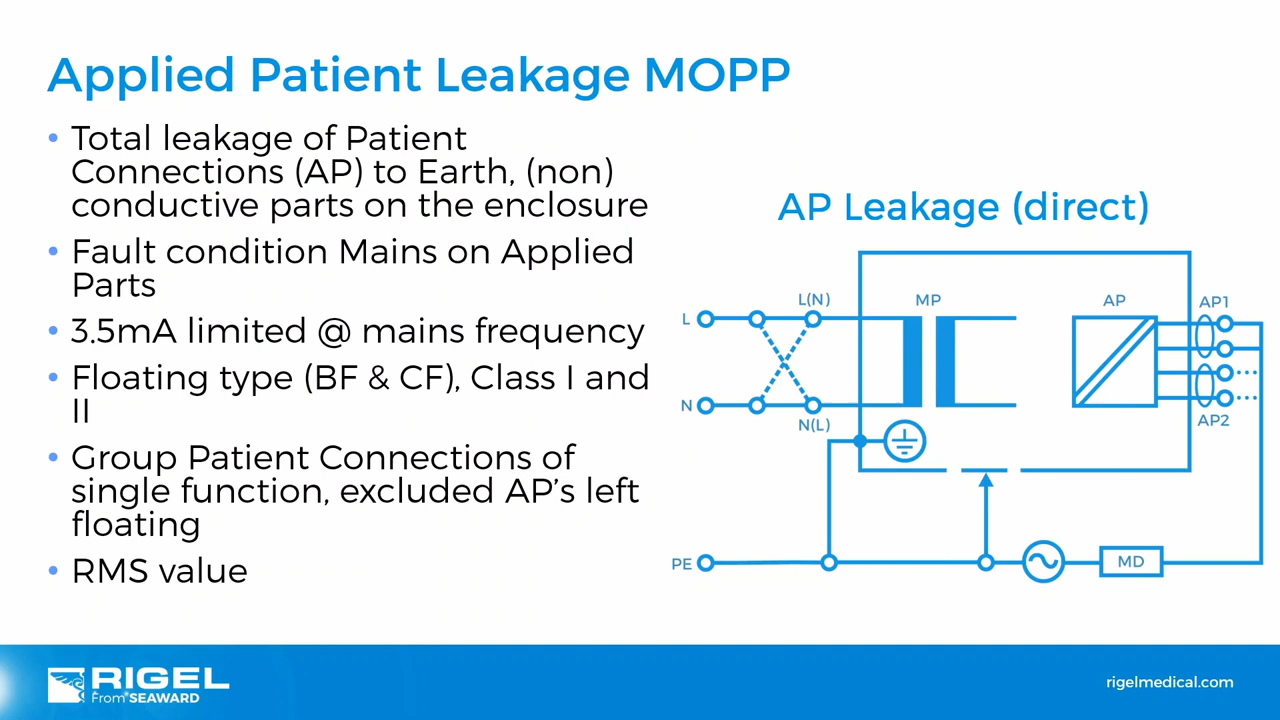 Applied Patient Leakage MOPP
• Total leakage of Patient
Connections (AP) to Earth, (non)
conductive parts on the enclosure
• Fault condition Mains on Applied
Parts
• 3.5mA limited @ mains frequency
• Floating type (BF & CF), Class I and
II
• Group Patient Connections of
single function, excluded AP's left
floating
• RMS value
AP Leakage (direct)
L(N)
MP
AP
AP1
L
N
N(L)
AP2
PE
MD
RIGEL
From SEAWARD
rigelmedical.com